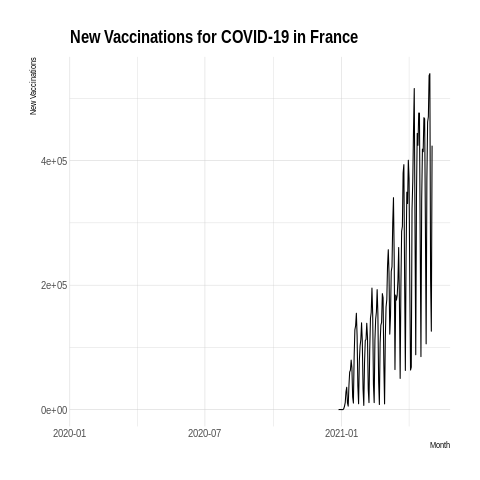 New Vaccinations for COVID-19 in France
New Vaccinations
4e+05
2e+05
0e+00
2020-01
2020-07
2021-01
Month